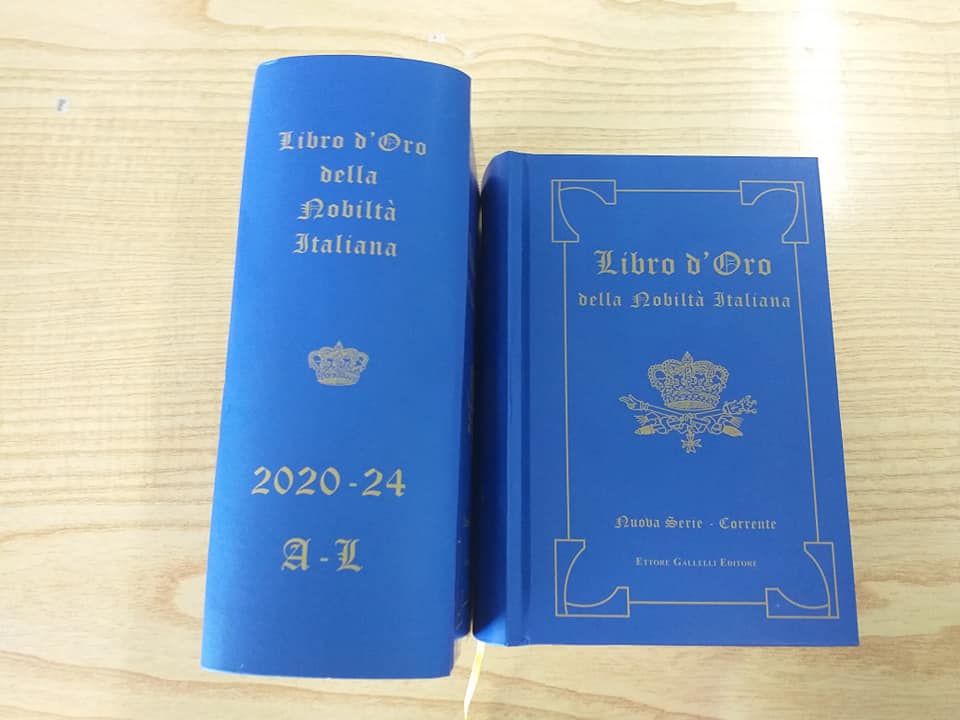 Libro d'Oro
della
Nobiltà
Italiana
2020-24
A-L
Libro d'Oro
della Nobiltà Italiana
Nuova Serie - Corrente
Ettore Gallelli Editore